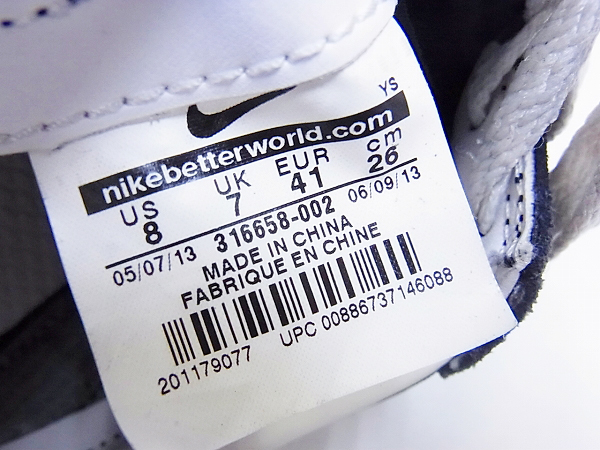 YS
nikebetterworld.com
US UK EUR cm
8 7 41 26
05/07/13 316658-002 06/09/13
MADE IN CHINA
FABRIQUE EN CHINE
201179077 UPC 00886737146088